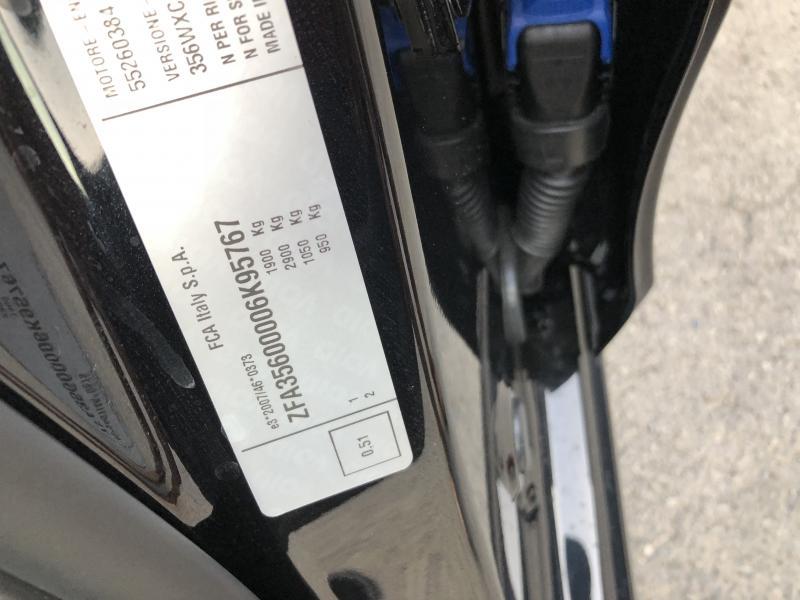 FCA Italy S.p.A.
e3*2007/46*0373
ZFA35600006K95767
1900 Kg
2900 Kg
1 1050 Kg
2 950 Kg
0.51
MOTORE-EN
55260384
VERSIONE-
356WXC
N PER RI
N FOR S
MADE IN